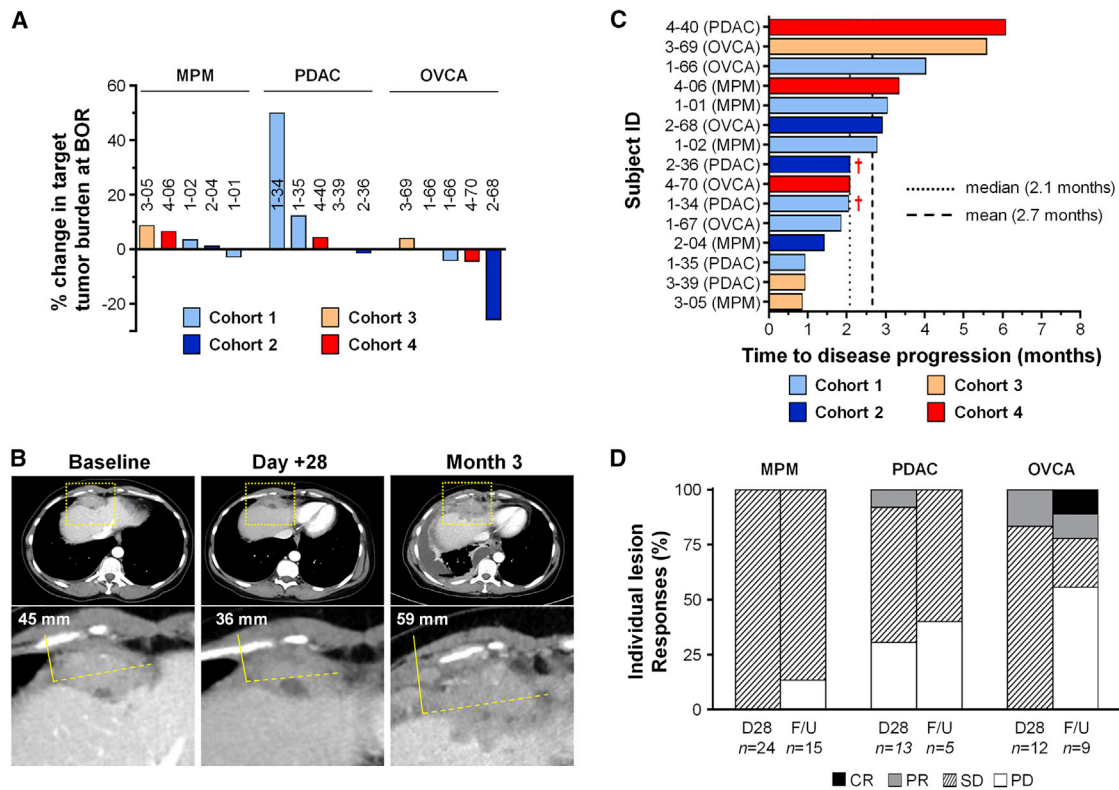 A
MPM PDAC OVCA
% change in target
tumor burden at BOR
60
40
20
0
-20
3-05 4-06 1-02 2-04 1-01 1-34 1-35 4-40 3-39 2-36 3-69 1-66 1-66 4-70 2-68
Cohort 1 Cohort 3
Cohort 2 Cohort 4
C
Subject ID
4-40 (PDAC)
3-69 (OVCA)
1-66 (OVCA)
4-06 (MPM)
1-01 (MPM)
2-68 (OVCA)
1-02 (MPM)
2-36 (PDAC) †
4-70 (OVCA)
1-34 (PDAC) †
1-67 (OVCA)
2-04 (MPM)
1-35 (PDAC)
3-39 (PDAC)
3-05 (MPM)
median (2.1 months)
mean (2.7 months)
0 1 2 3 4 5 6 7 8
Time to disease progression (months)
Cohort 1 Cohort 3
Cohort 2 Cohort 4
B
Baseline Day +28 Month 3
45 mm 36 mm 59 mm
D
MPM PDAC OVCA
Individual lesion
Responses (%)
100
75
50
25
0
D28 F/U D28 F/U D28 F/U
n=24 n=15 n=13 n=5 n=12 n=9
CR PR SD PD